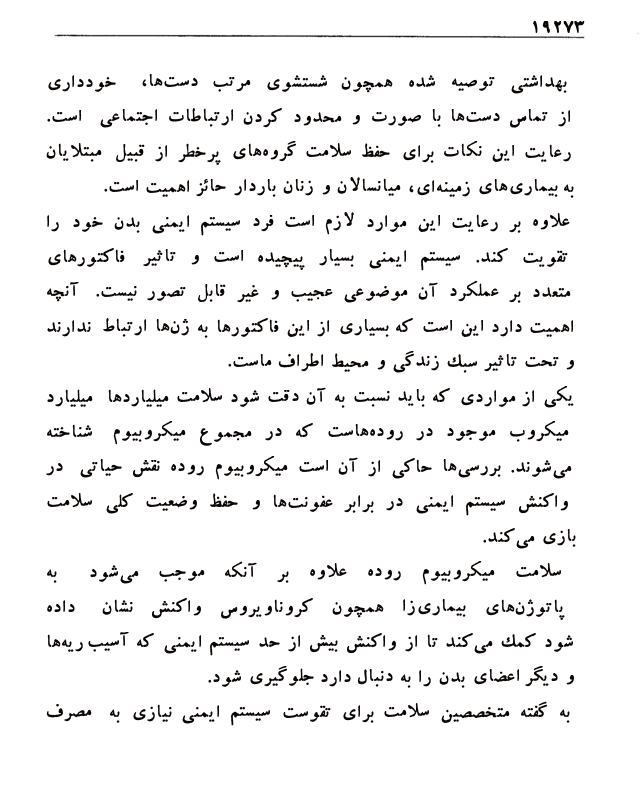 ۱۹۲۷۳
بهداشتی توصیه شده همچون شستشوی مرتب دست‌ها، خودداری
از تماس دست‌ها با صورت و محدود کردن ارتباطات اجتماعی است.
رعایت این نکات برای حفظ سلامت گروه‌های پرخطر از قبیل مبتلایان
به بیماری‌های زمینه‌ای، میانسالان و زنان باردار حائز اهمیت است.
علاوه بر رعایت این موارد لازم است فرد سیستم ایمنی بدن خود را
تقویت کند. سیستم ایمنی بسیار پیچیده است و تاثیر فاکتورهای
متعدد بر عملکرد آن موضوعی عجیب و غیر قابل تصور نیست. آنچه
اهمیت دارد این است که بسیاری از این فاکتورها به ژن‌ها ارتباط ندارند
و تحت تاثیر سبك زندگی و محیط اطراف ماست.
یکی از مواردی که باید نسبت به آن دقت شود سلامت میلیاردها میلیارد
میکروب موجود در روده‌هاست که در مجموع میکروبیوم شناخته
می‌شوند. بررسی‌ها حاکی از آن است میکروبیوم روده نقش حیاتی در
واکنش سیستم ایمنی در برابر عفونت‌ها و حفظ وضعیت کلی سلامت
بازی می‌کند.
سلامت میکروبیوم روده علاوه بر آنکه موجب می‌شود به
پاتوژن‌های بیماری‌زا همچون کروناویروس واکنش نشان داده
شود کمك می‌کند تا از واکنش بیش از حد سیستم ایمنی که آسیب ریه‌ها
و دیگر اعضای بدن را به دنبال دارد جلوگیری شود.
به گفته متخصصین سلامت برای تقوست سیستم ایمنی نیازی به مصرف